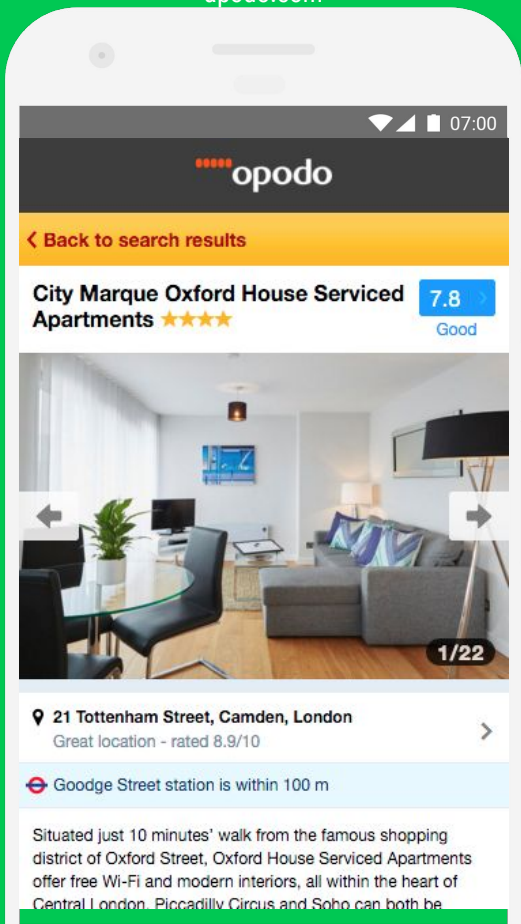 opodo.com
07:00
opodo
Back to search results
City Marque Oxford House Serviced
Apartments
7.8
Good
1/22
21 Tottenham Street, Camden, London
Great location - rated 8.9/10
Goodge Street station is within 100 m
Situated just 10 minutes' walk from the famous shopping
district of Oxford Street, Oxford House Serviced Apartments
offer free Wi-Fi and modern interiors, all within the heart of
Central London. Piccadilly Circus and Soho can both be